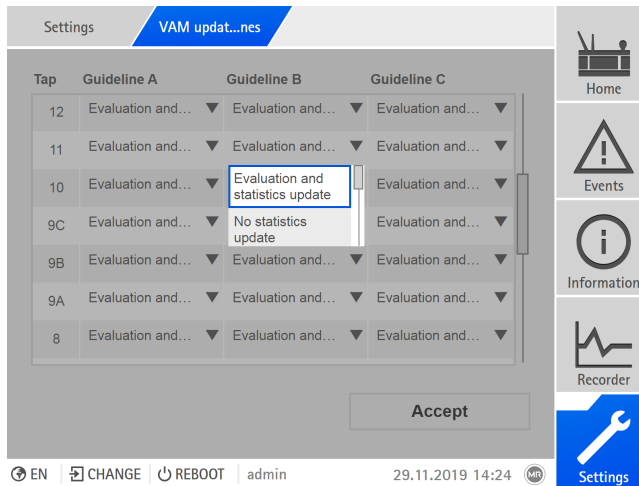 Settings
VAM updat...nes
Tap Guideline A Guideline B Guideline C
12 Evaluation and... Evaluation and... Evaluation and...
11 Evaluation and... Evaluation and... Evaluation and...
10 Evaluation and... Evaluation and statistics update Evaluation and...
9C Evaluation and... No statistics update Evaluation and...
9B Evaluation and... Evaluation and... Evaluation and...
9A Evaluation and... Evaluation and... Evaluation and...
8 Evaluation and... Evaluation and... Evaluation and...
Accept
Home
Events
Information
Recorder
Settings
EN CHANGE REBOOT admin 29.11.2019 14:24 MR